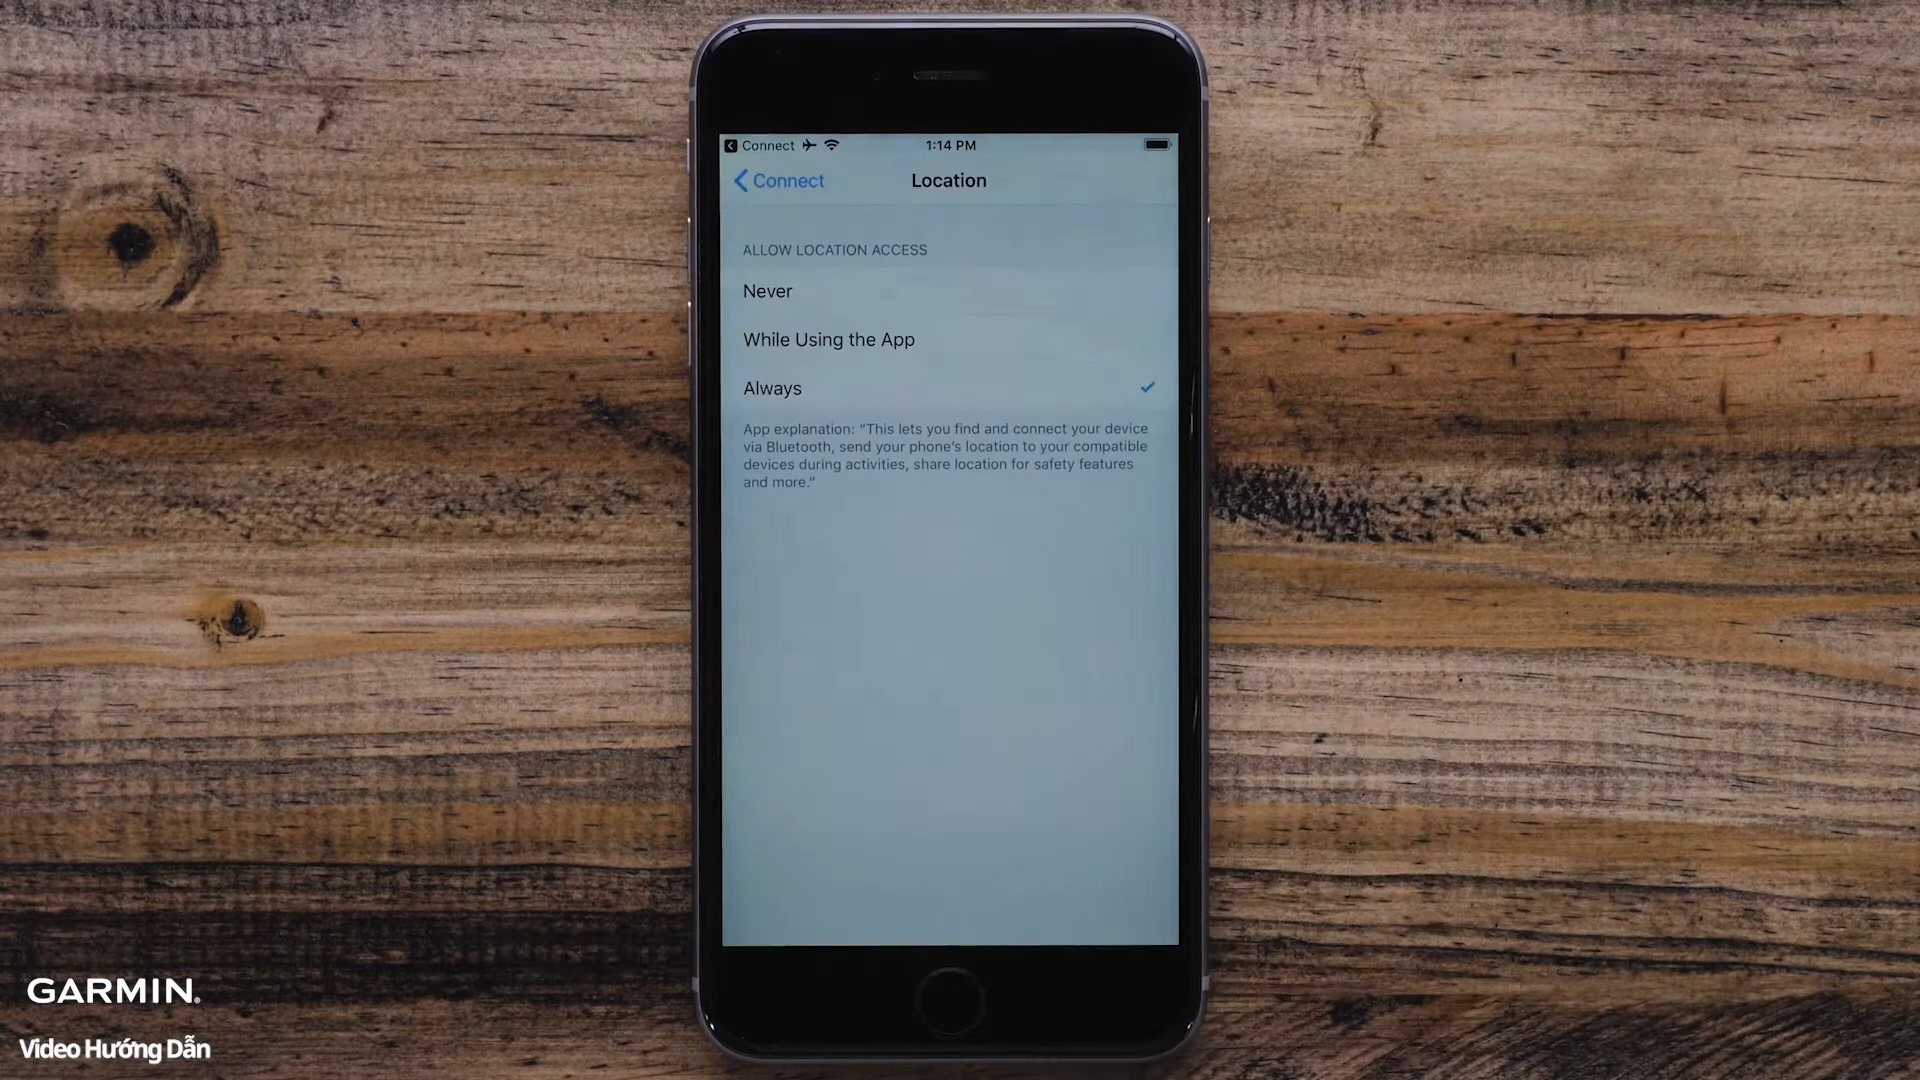 Connect 1:14 PM
Connect Location
ALLOW LOCATION ACCESS
Never
While Using the App
Always
App explanation: “This lets you find and connect your device
via Bluetooth, send your phone’s location to your compatible
devices during activities, share location for safety features
and more.”
GARMIN®
Video Hướng Dẫn